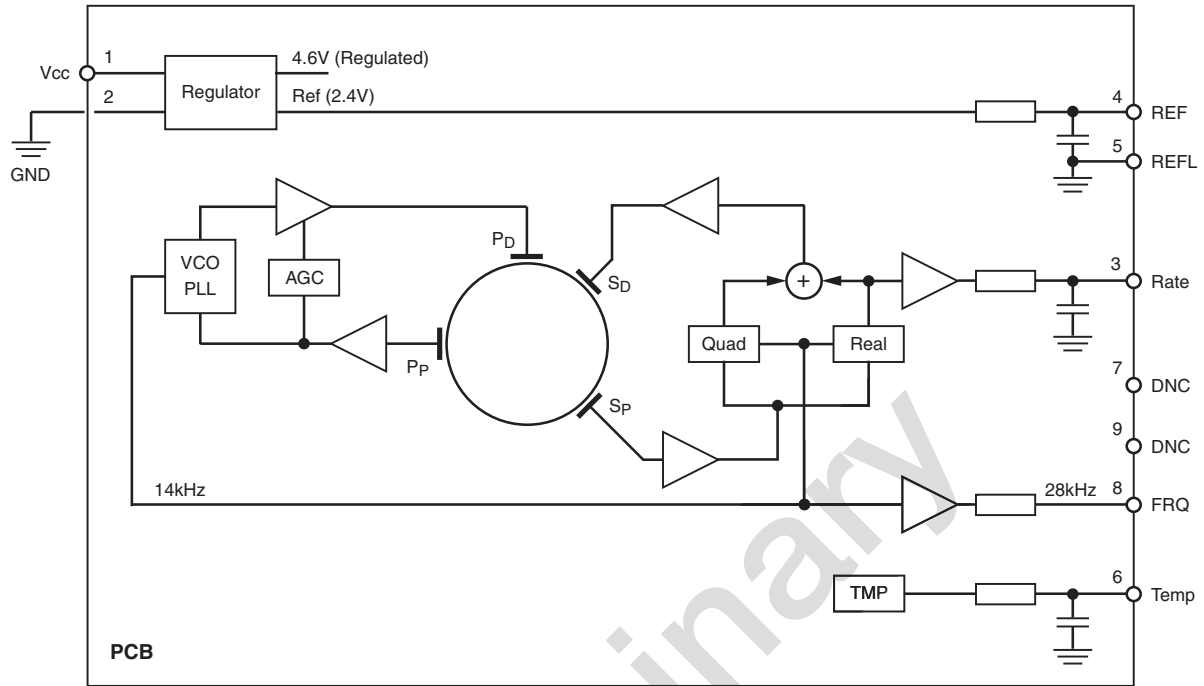 1
4.6V (Regulated)
Vcc
Regulator
2
Ref (2.4V)
4
REF
GND
5
REFL
PD
SD
VCO
PLL
AGC
+
3
Rate
Quad
Real
PP
7
DNC
SP
9
DNC
14kHz
28kHz
8
FRQ
6
TMP
Temp
PCB
inary